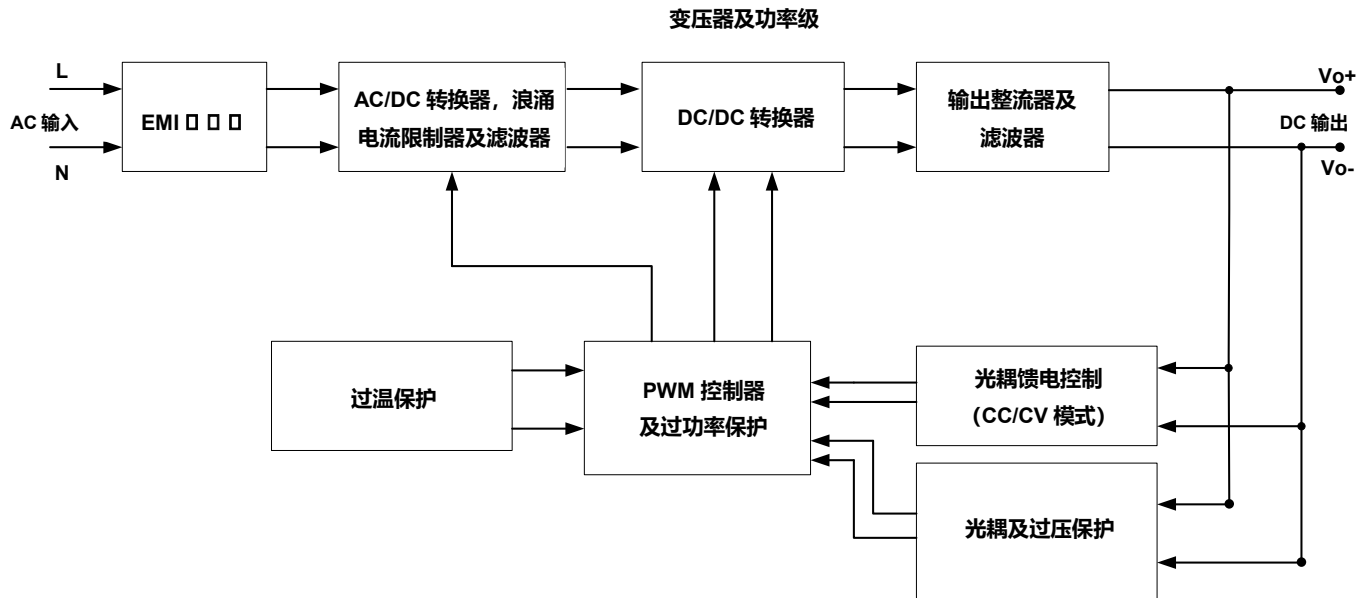 变压器及功率级
L
AC 输入
N
EMI
AC/DC 转换器，浪涌
电流限制器及滤波器
DC/DC 转换器
输出整流器及
滤波器
Vo+
DC 输出
Vo-
过温保护
PWM 控制器
及过功率保护
光耦馈电控制
（CC/CV 模式）
光耦及过压保护